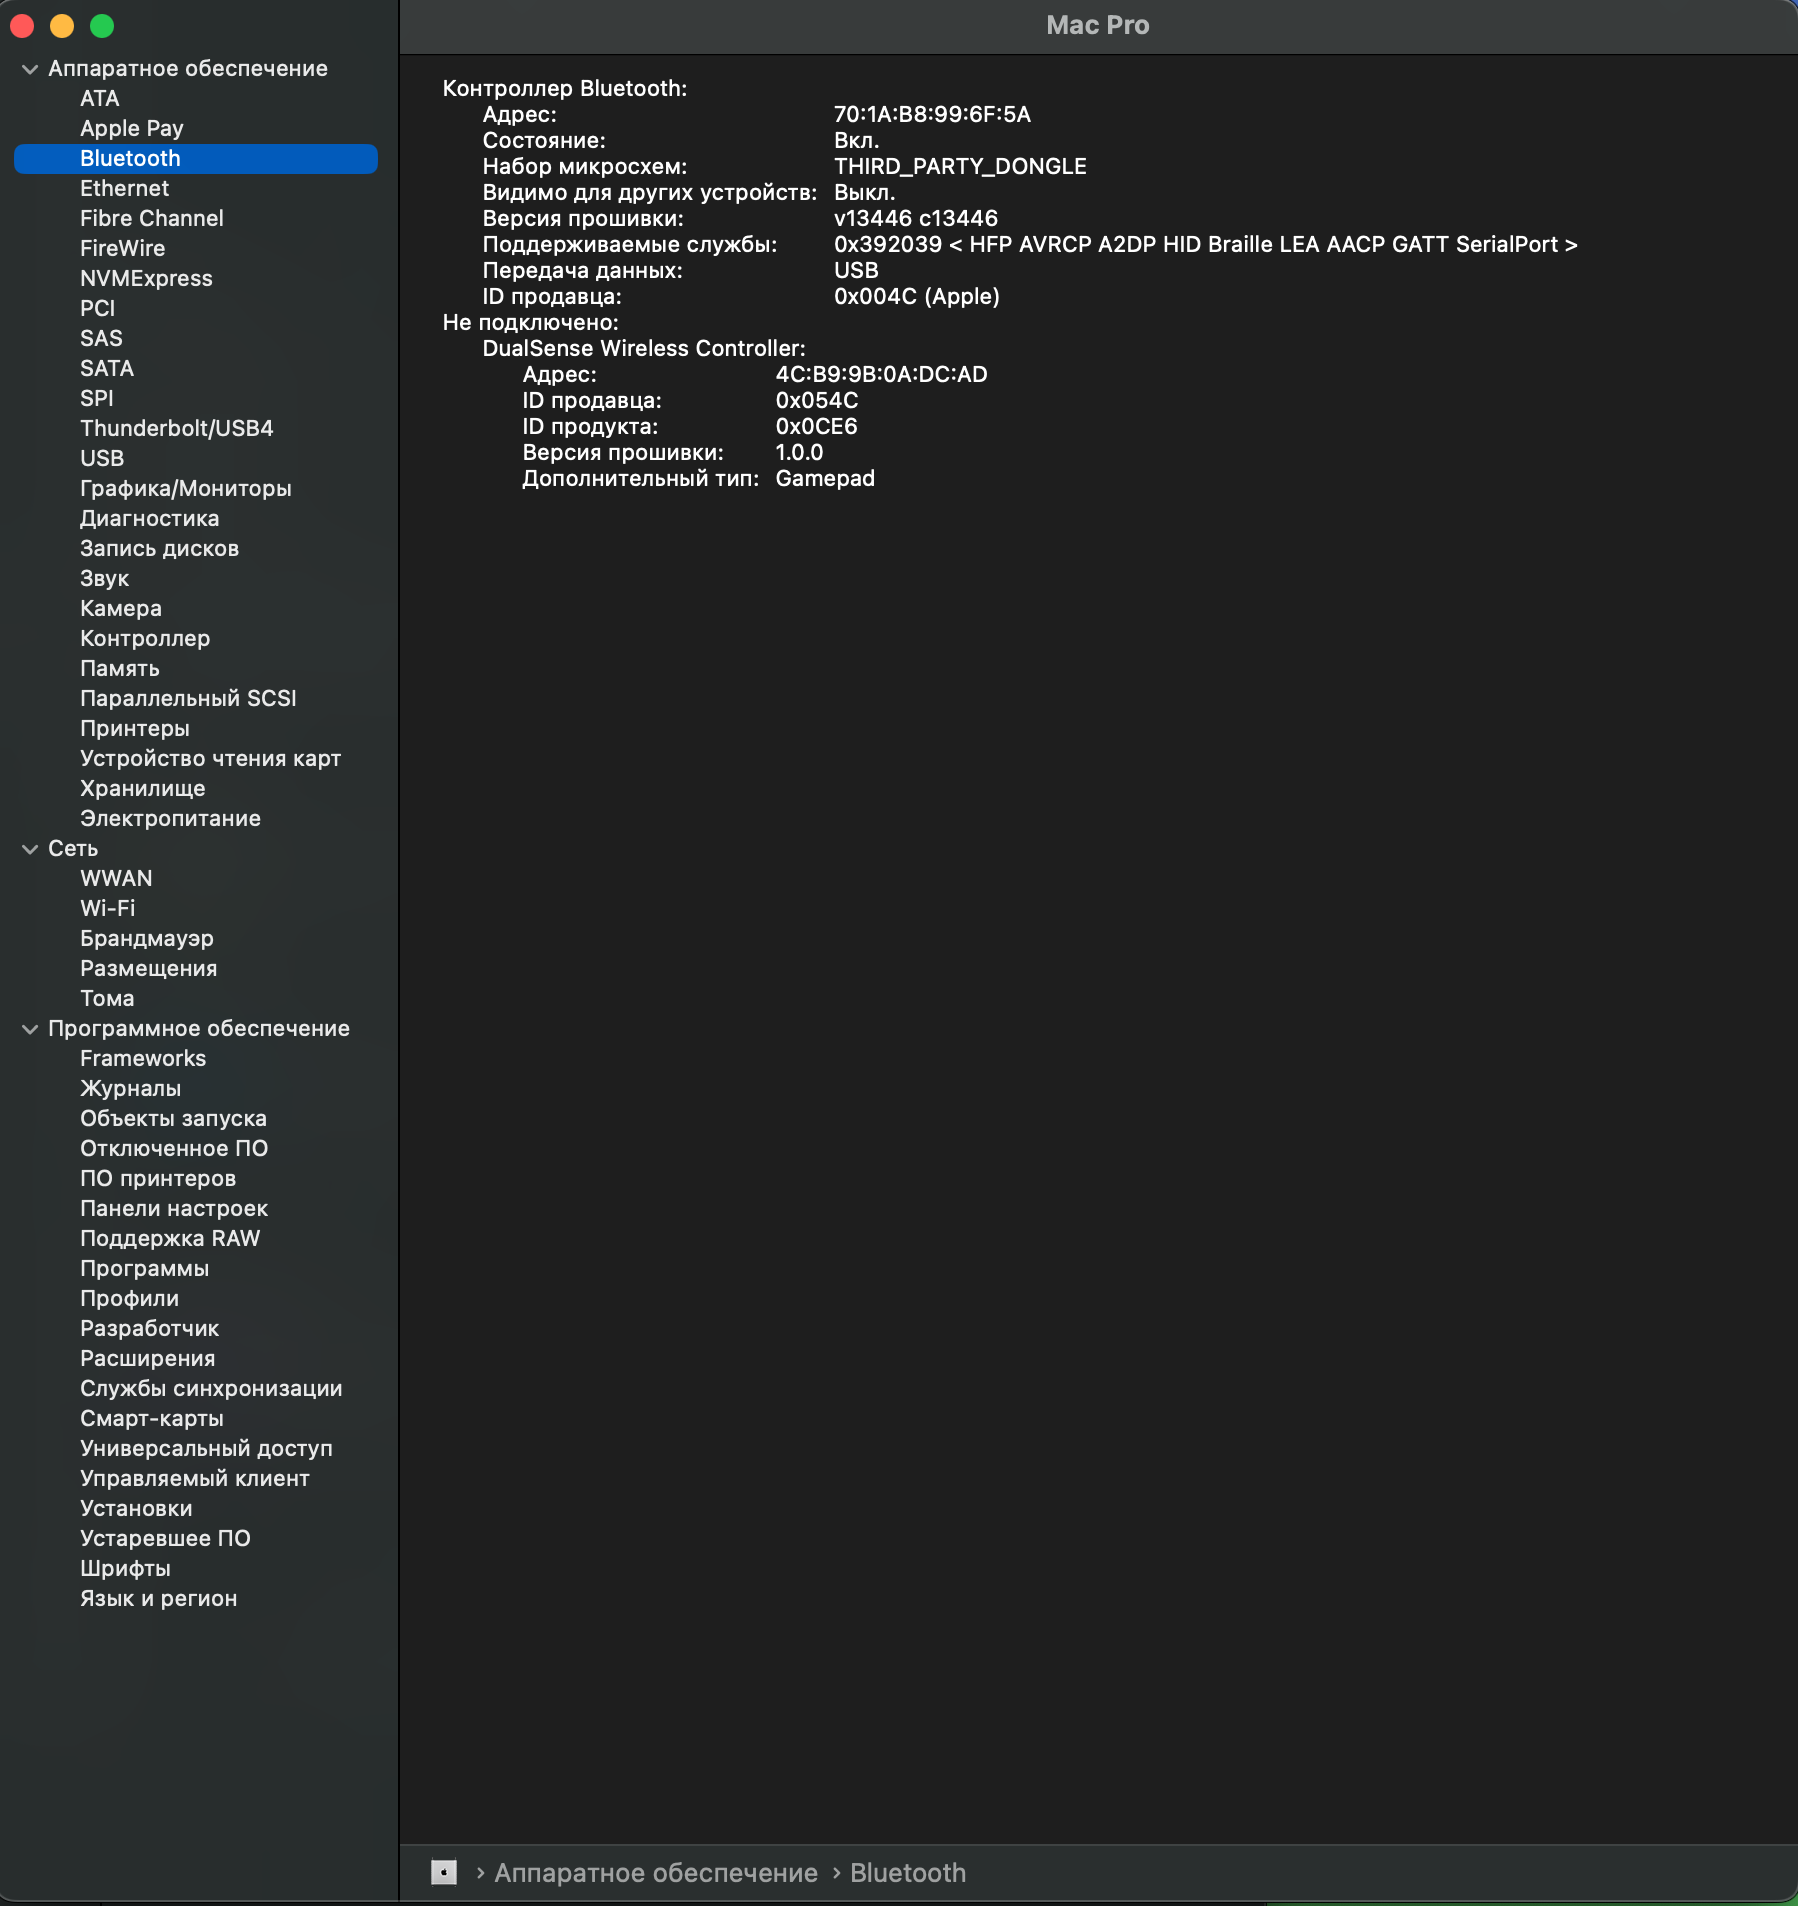 Mac Pro
Аппаратное обеспечение
ATA
Apple Pay
Bluetooth
Ethernet
Fibre Channel
FireWire
NVMExpress
PCI
SAS
SATA
SPI
Thunderbolt/USB4
USB
Графика/Мониторы
Диагностика
Запись дисков
Звук
Камера
Контроллер
Память
Параллельный SCSI
Принтеры
Устройство чтения карт
Хранилище
Электропитание
Сеть
WWAN
Wi-Fi
Брандмауэр
Размещения
Тома
Программное обеспечение
Frameworks
Журналы
Объекты запуска
Отключенное ПО
ПО принтеров
Панели настроек
Поддержка RAW
Программы
Профили
Разработчик
Расширения
Службы синхронизации
Смарт-карты
Универсальный доступ
Управляемый клиент
Установки
Устаревшее ПО
Шрифты
Язык и регион
Контроллер Bluetooth:
Адрес: 70:1A:B8:99:6F:5A
Состояние: Вкл.
Набор микросхем: THIRD_PARTY_DONGLE
Видимо для других устройств: Выкл.
Версия прошивки: v13446 c13446
Поддерживаемые службы: 0x392039 < HFP AVRCP A2DP HID Braille LEA AACP GATT SerialPort >
Передача данных: USB
ID продавца: 0x004C (Apple)
Не подключено:
DualSense Wireless Controller:
Адрес: 4C:B9:9B:0A:DC:AD
ID продавца: 0x054C
ID продукта: 0x0CE6
Версия прошивки: 1.0.0
Дополнительный тип: Gamepad
› Аппаратное обеспечение › Bluetooth